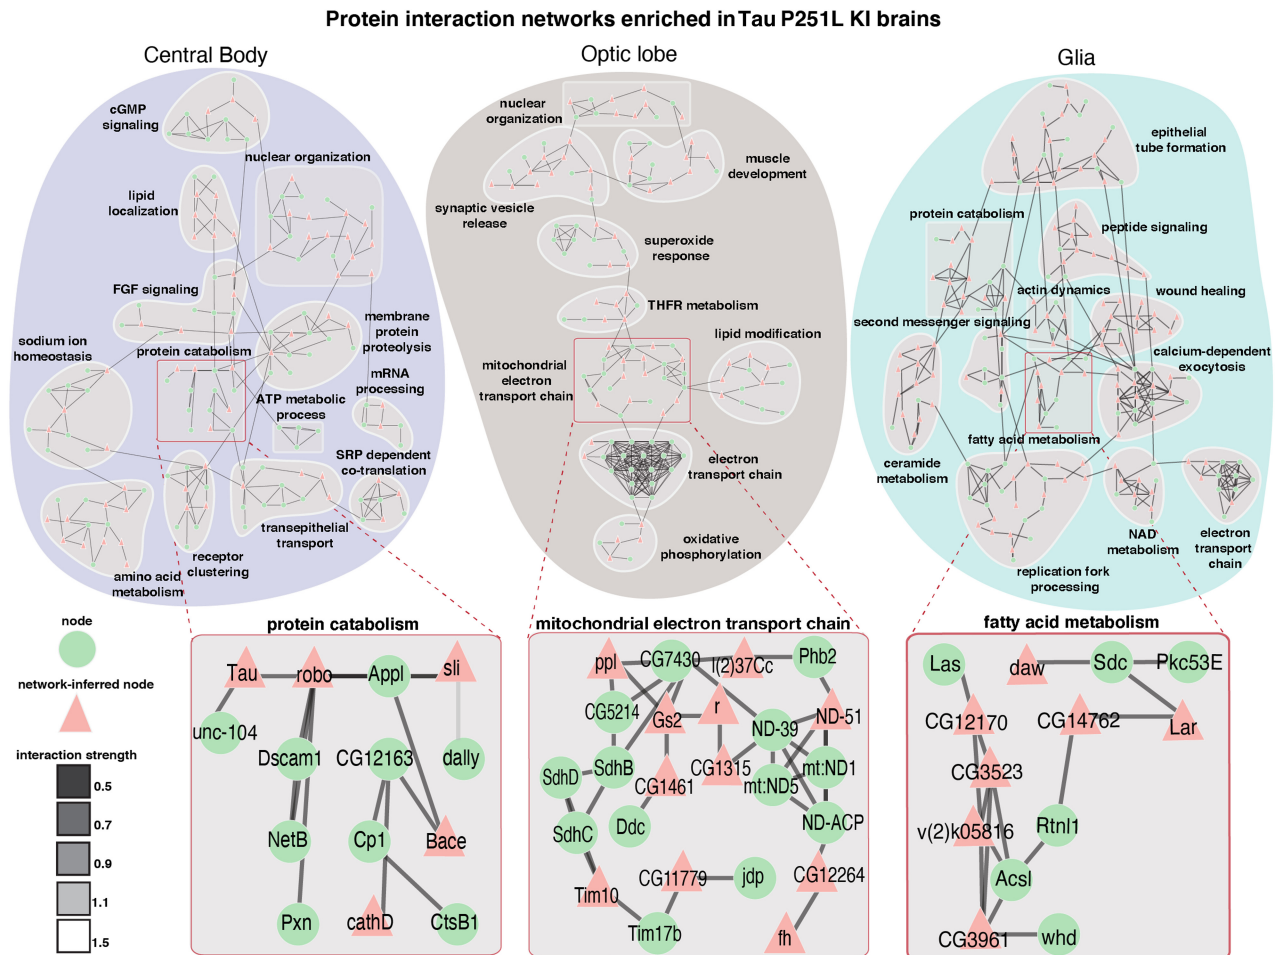 Protein interaction networks enriched in Tau P251L KI brains
Central Body
Optic lobe
Glia
cGMP
signaling
nuclear organization
lipid
localization
FGF signaling
sodium ion
homeostasis
protein catabolism
membrane
protein
proteolysis
mRNA
processing
ATP metabolic
process
SRP dependent
co-translation
transepithelial
transport
receptor
clustering
amino acid
metabolism
nuclear
organization
muscle
development
synaptic vesicle
release
superoxide
response
THFR metabolism
lipid modification
mitochondrial
electron
transport chain
electron
transport chain
oxidative
phosphorylation
epithelial
tube formation
protein catabolism
peptide signaling
actin dynamics
wound healing
second messenger signaling
calcium-dependent
exocytosis
fatty acid metabolism
ceramide
metabolism
NAD
metabolism
electron
transport
chain
replication fork
processing
node
network-inferred node
interaction strength
0.5
0.7
0.9
1.1
1.5
protein catabolism
Tau
robo
Appl
sli
unc-104
Dscam1
CG12163
dally
NetB
Cp1
Bace
Pxn
cathD
CtsB1
mitochondrial electron transport chain
ppl
CG7430
l(2)37Cc
Phb2
CG5214
Gs2
r
ND-39
ND-51
SdhD
SdhB
CG1461
CG1315
mt:ND5
mt:ND1
SdhC
Ddc
ND-ACP
Tim10
CG11779
jdp
CG12264
Tim17b
fh
fatty acid metabolism
Las
daw
Sdc
Pkc53E
CG12170
CG14762
Lar
CG3523
v(2)k05816
Rtnl1
Acsl
CG3961
whd